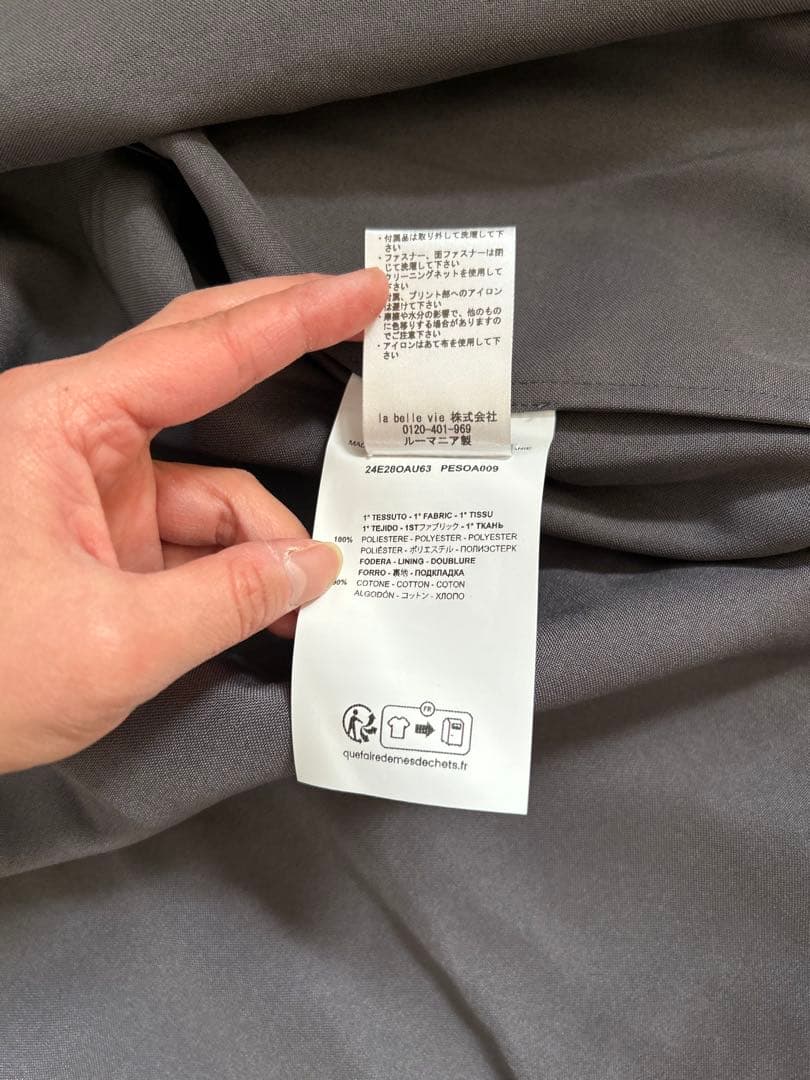 ・付属品は取り外して洗濯して下
さい
・ファスナー、面ファスナーは閉
じて洗濯して下さい
クリーニングネットを使用して
下さい
付属、プリント部へのアイロン
は避けて下さい
・摩擦や水分の影響で、他のもの
に色移りする場合がありますの
でご注意下さい
・アイロンはあて布を使用して下
さい
la belle vie 株式会社
0120-401-969
ルーマニア製
24E28OAU63 PESOA009
1° TESSUTO - 1° FABRIC - 1° TISSU
1° TEJIDO - 1STファブリック - 1° ТКАНЬ
100% POLIESTERE - POLYESTER - POLYESTER
POLIÉSTER - ポリエステル - ПОЛИЭСТЕРК
FODERA - LINING - DOUBLURE
FORRO - 裏地 - ПОДКЛАДКА
COTONE - COTTON - COTON
ALGODÓN - コットン - ХЛОПО
FR
quefairedemesdechets.fr